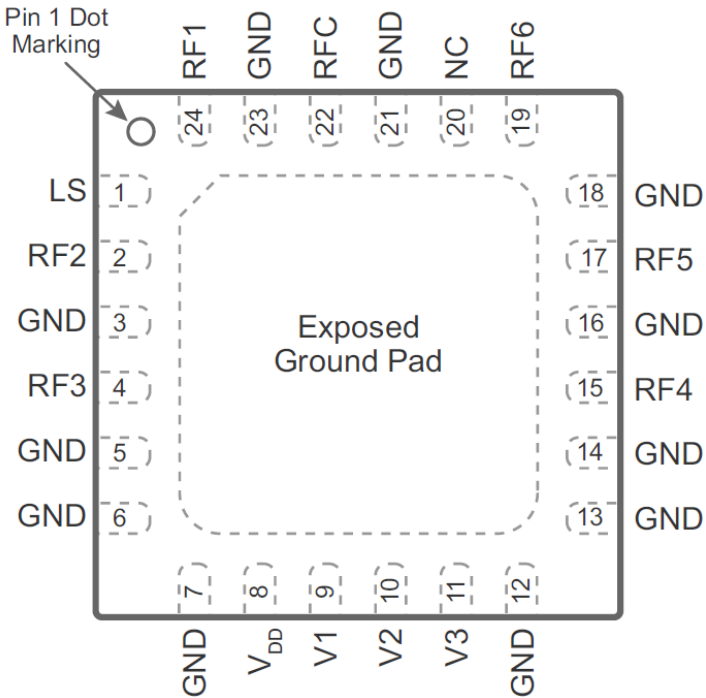 Pin 1 Dot
Marking
RF1
GND
RFC
GND
NC
RF6
24
23
22
21
20
19
LS 1
RF2 2
GND 3
RF3 4
GND 5
GND 6
Exposed
Ground Pad
18 GND
17 RF5
16 GND
15 RF4
14 GND
13 GND
7
8
9
10
11
12
GND
VDD
V1
V2
V3
GND